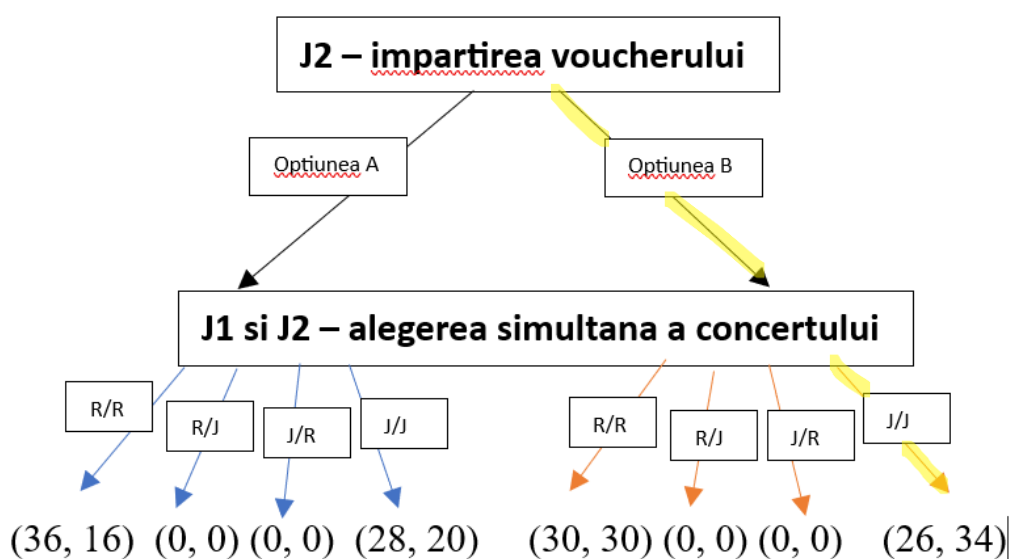 J2 – impartirea voucherului
Optiunea A
Optiunea B
J1 si J2 – alegerea simultana a concertului
R/R
R/J
J/R
J/J
R/R
R/J
J/R
J/J
(36, 16) (0, 0) (0, 0) (28, 20) (30, 30) (0, 0) (0, 0) (26, 34)